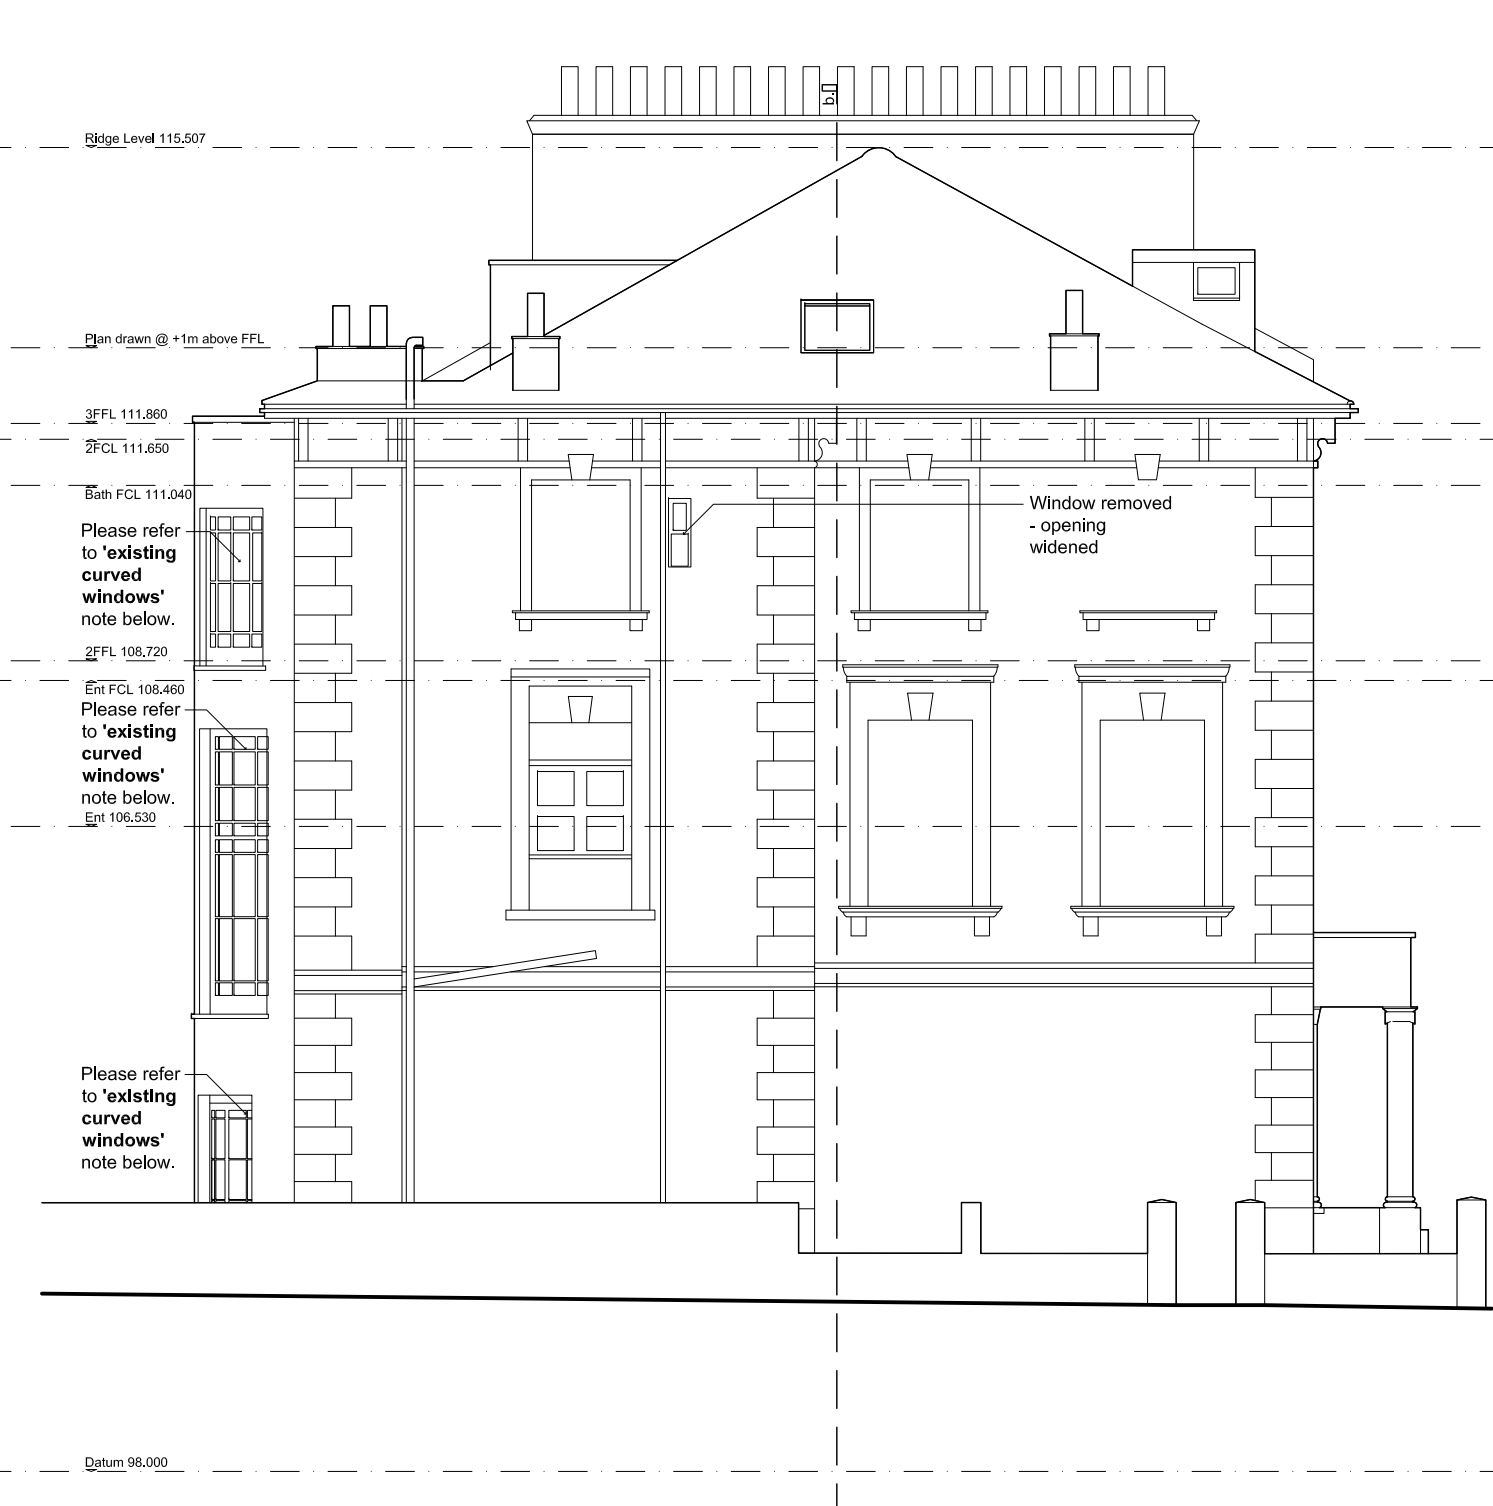 b.
Ridge Level 115.507
Plan drawn @ +1m above FFL
3FFL 111.860
2FCL 111.650
Bath FCL 111.040
Window removed
- opening
widened
Please refer
to 'existing
curved
windows'
note below.
2FFL 108.720
Ent FCL 108.460
Please refer
to 'existing
curved
windows'
note below.
Ent 106.530
Please refer
to 'existing
curved
windows'
note below.
Datum 98.000